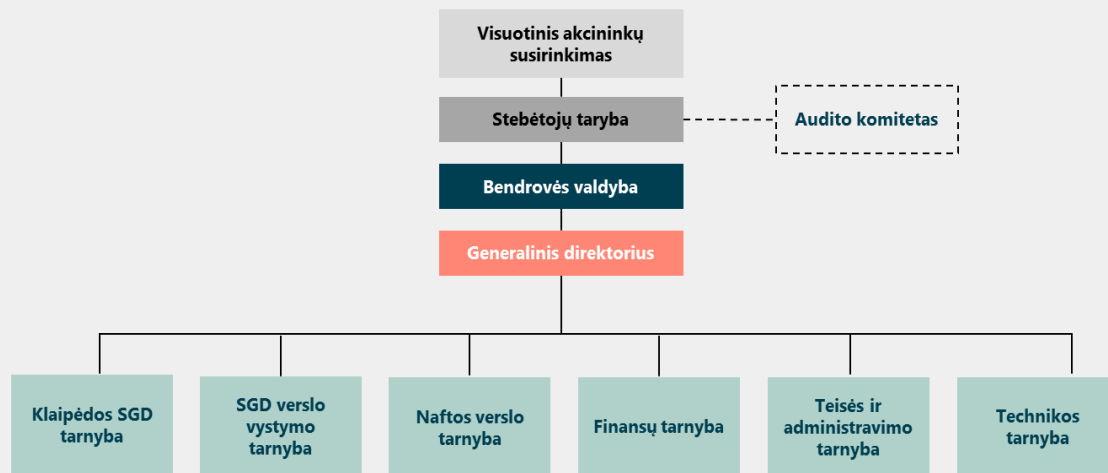 Visuotinis akcininkų
susirinkimas
Stebėtojų taryba
Audito komitetas
Bendrovės valdyba
Generalinis direktorius
Klaipėdos SGD
tarnyba
SGD verslo
vystymo
tarnyba
Naftos verslo
tarnyba
Finansų tarnyba
Teisės ir
administravimo
tarnyba
Technikos
tarnyba